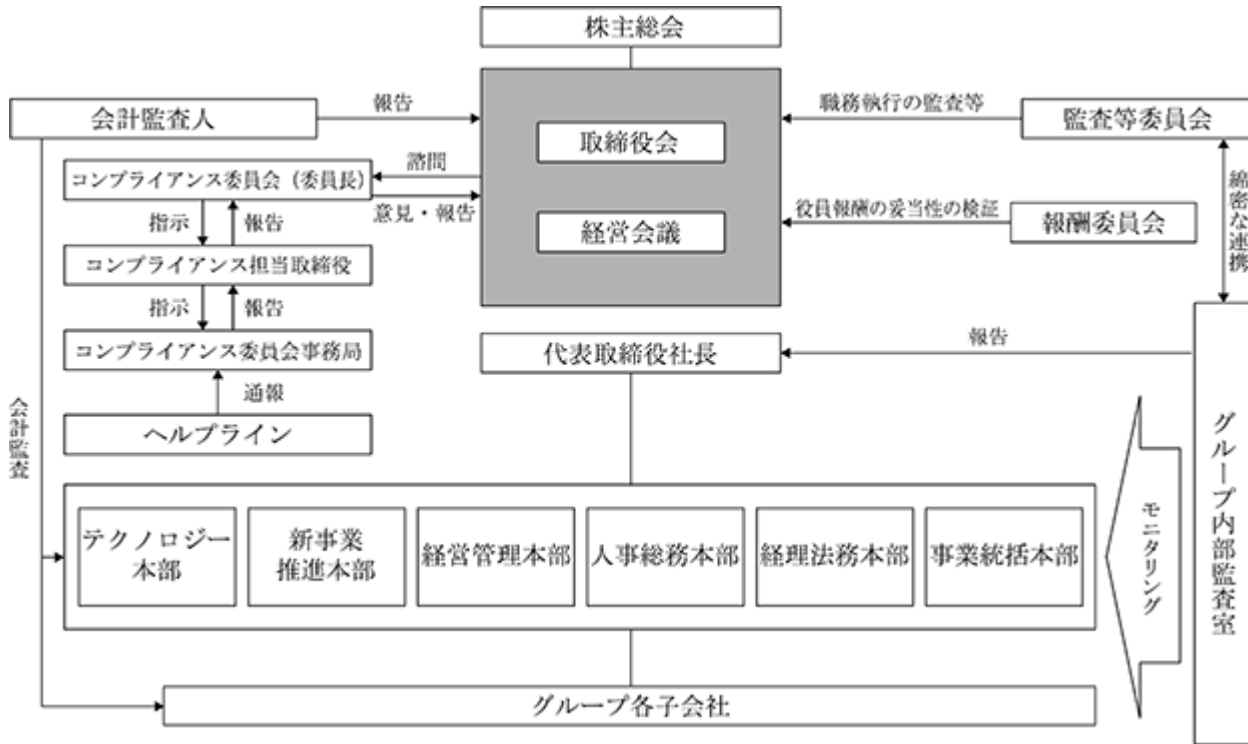 株主総会
会計監査人
報告
職務執行の監査等
監査等委員会
取締役会
諮問
コンプライアンス委員会（委員長）
意見・報告
綿密な連携
指示
報告
経営会議
役員報酬の妥当性の検証
報酬委員会
コンプライアンス担当取締役
指示
報告
コンプライアンス委員会事務局
代表取締役社長
報告
通報
ヘルプライン
会計監査
グループ内部監査室
モニタリング
テクノロジー
本部
新事業
推進本部
経営管理本部
人事総務本部
経理法務本部
事業統括本部
グループ各子会社